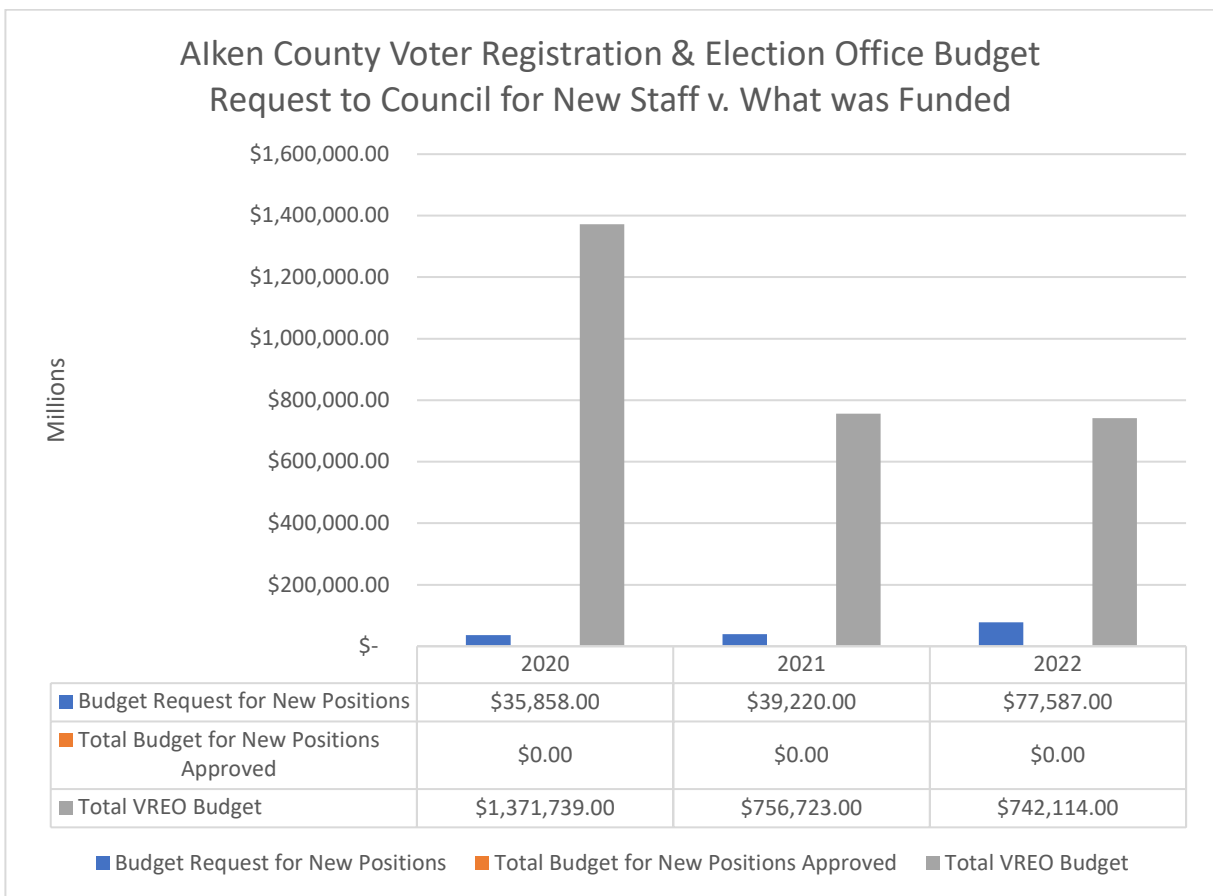 AIken County Voter Registration & Election Office Budget
Request to Council for New Staff v. What was Funded
$1,600,000.00
$1,400,000.00
$1,200,000.00
$1,000,000.00
$800,000.00
$600,000.00
$400,000.00
$200,000.00
$-
Millions
2020 2021 2022
Budget Request for New Positions $35,858.00 $39,220.00 $77,587.00
Total Budget for New Positions
Approved $0.00 $0.00 $0.00
Total VREO Budget $1,371,739.00 $756,723.00 $742,114.00
Budget Request for New Positions Total Budget for New Positions Approved Total VREO Budget